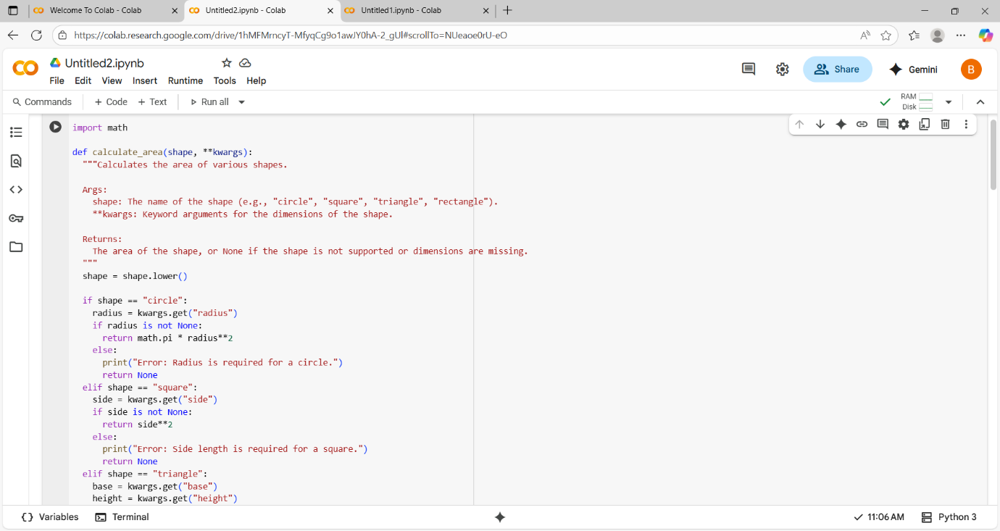 Welcome To Colab - Colab
Untitled2.ipynb - Colab
Untitled1.ipynb - Colab
https://colab.research.google.com/drive/1hMFMrncyT-MfyqCg9o1awJY0hA-2_gUl#scrollTo=NUeaoe0rU-eO
Untitled2.ipynb
File Edit View Insert Runtime Tools Help
Share
Gemini
B
Commands + Code + Text Run all
RAM
Disk
import math
def calculate_area(shape, **kwargs):
"""Calculates the area of various shapes.
Args:
shape: The name of the shape (e.g., "circle", "square", "triangle", "rectangle").
**kwargs: Keyword arguments for the dimensions of the shape.
Returns:
The area of the shape, or None if the shape is not supported or dimensions are missing.
"""
shape = shape.lower()
if shape == "circle":
radius = kwargs.get("radius")
if radius is not None:
return math.pi * radius**2
else:
print("Error: Radius is required for a circle.")
return None
elif shape == "square":
side = kwargs.get("side")
if side is not None:
return side**2
else:
print("Error: Side length is required for a square.")
return None
elif shape == "triangle":
base = kwargs.get("base")
height = kwargs.get("height")
Variables Terminal
11:06 AM Python 3